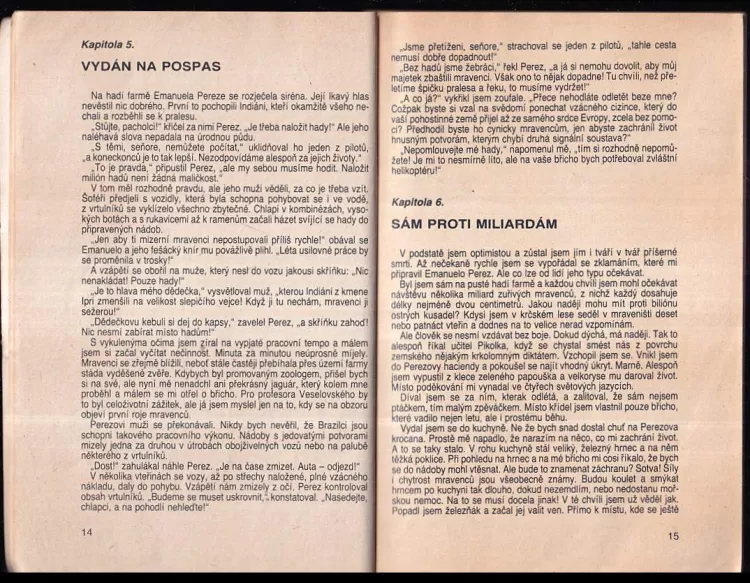 Kapitola 5.
VYDÁN NA POSPAS
Na hadí farmě Emanuela Pereze se rozječela siréna. Její lkavý hlas
nevěstil nic dobrého. První to pochopili Indiáni, kteří okamžitě všeho ne-
chali a rozběhli se k pralesu.
„Stůjte, pacholci!“ křičel za nimi Perez. „Je třeba naložit hady!“ Ale jeho
naléhavá slova nepadala na úrodnou půdu.
„S těmi, seňore, nemůžete počítat,“ uklidňoval ho jeden z pilotů,
„a koneckonců je to tak lepší. Nezodpovídáme alespoň za jejich životy.“
„To je pravda,“ připustil Perez, „ale my sebou musíme hodit. Naložit
milión hadů není žádná maličkost.“
V tom měl rozhodně pravdu, ale jeho muži věděli, za co je třeba vzít.
Šoféři předjeli s vozidly, která byla schopna pohybovat se i ve vodě,
z vrtulníků se vyklízelo všechno zbytečné. Chlapi v kombinézách, vyso-
kých botách a s rukavicemi až k ramenům začali házet svíjející se hady do
připravených nádob.
„Jen aby ti mizerní mravenci nepostupovali příliš rychle!“ obával se
Emanuelo a jeho fešácký knír mu povážlivě plihl. „Léta usilovné práce by
se proměnila v trosky!“
A vzápětí se obořil na muže, který nesl do vozu jakousi skříňku: „Nic
nenakládat! Pouze hady!“
„Je to hlava mého dědečka,“ vysvětloval muž, „kterou Indiáni z kmene
Ipri zmenšili na velikost slepičího vejce! Když ji tu nechám, mravenci ji
sežerou!“
„Dědečkovu kebuli si dej do kapsy,“ zavelel Perez, „a skříňku zahoď!
Nic nesmí zabírat místo hadům!“
S vykulenýma očima jsem zíral na vypjaté pracovní tempo a málem
jsem si začal vyčítat nečinnost. Minuta za minutou neúprosně míjely.
Mravenci se zřejmě blížili, neboť stále častěji přebíhala přes území farmy
stáda vyděšené zvěře. Kdybych byl promovaným zoologem, přišel bych
si na své, ale nyní mě nenadchl ani překrásný jaguár, který kolem mne
proběhl a málem se mi otřel o břicho. Pro profesora Veselovského by
to byl celoživotní zážitek, ale já jsem myslel jen na to, kdy se na obzoru
objeví první voje mravenců.
Perezovi muži se překonávali. Nikdy bych nevěřil, že Brazilci jsou
schopni takového pracovního výkonu. Nádoby s jedovatými potvorami
mizely jedna za druhou v útrobách obojživelných vozů nebo na palubě
některého z vrtulníků.
„Dost!“ zahulákal náhle Perez. „Je na čase zmizet. Auta – odjezd!“
V několika vteřinách se vozy, až po střechy naložené, plné vzácného
nákladu, daly do pohybu. Vzápětí nám zmizely z očí. Perez kontroloval
obsah vrtulníků. „Budeme se muset uskrovnit,“ konstatoval. „Nasedejte,
chlapci, a na pohodlí nehleďte!“
14
„Jsme přetíženi, seňore,“ strachoval se jeden z pilotů, „tahle cesta
nemusí dobře dopadnout!“
„Bez hadů jsme žebráci,“ řekl Perez, „a já si nemohu dovolit, aby můj
majetek zbaštili mravenci. Však ono to nějak dopadne! Tu chvíli, než pře-
letíme špičku pralesa a řeku, to musíme vydržet!“
„A co já?“ vykřikl jsem zoufale. „Přece nehodláte odletět beze mne?
Cožpak byste si vzal na svědomí ponechat vzácného cizince, který do
vaší pohostinné země přijel až ze samého srdce Evropy, zcela bez pomo-
ci? Předhodil byste ho cynicky mravencům, jen abyste zachránil život
hnusným potvorám, kterým chybí druhá signální soustava?“
„Nepomlouvejte mé hady,“ napomenul mě, „tím si rozhodně nepomů-
žete! Je mi to nesmírně líto, ale na vaše břicho bych potřeboval zvláštní
helikoptéru!“
Kapitola 6.
SÁM PROTI MILIARDÁM
V podstatě jsem optimistou a zůstal jsem jím i tváří v tvář příšerné
smrti. Až nečekaně rychle jsem se vypořádal se zklamáním, které mi
připravil Emanuelo Perez. Ale co lze od lidí jeho typu očekávat.
Byl jsem sám na pusté hadí farmě a každou chvíli jsem mohl očekávat
návštěvu několika miliard zuřivých mravenců, z nichž každý dosahuje
délky nejméně dvou centimetrů. Jakou naději mohu mít proti biliónu
ostrých kusadel? Kdysi jsem v krčském lese seděl v mraveništi deset
nebo patnáct vteřin a dodnes na to velice nerad vzpomínám.
Ale člověk se nesmí vzdávat bez boje. Dokud dýchá, má naději. Tak to
alespoň říkal učitel Pikolka, když se chystal smést nás z povrchu
zemského nějakým krkolomným diktátem. Vzchopil jsem se. Vnikl jsem
do Perezovy haciendy a pokoušel se najít vhodný úkryt. Marně. Alespoň
jsem vypustil z klece zeleného papouška a velkoryse mu daroval život.
Místo poděkování mi vynadal ve čtyřech světových jazycích.
Díval jsem se za ním, kterak odlétá, a zalitoval, že sám nejsem
ptáčkem, tím malým zpěváčkem. Místo křídel jsem vlastnil pouze břicho,
které vadilo nejen letu, ale i prostému běhu.
Vydal jsem se do kuchyně. Ne že bych snad dostal chuť na Perezova
krocana. Prostě mě napadlo, že narazím na něco, co mi zachrání život.
A to se taky stalo. V rohu kuchyně stál veliký, železný hrnec a na něm
těžká poklice. Při pohledu na hrnec a na mé břicho mi cosi říkalo, že bych
se do nádoby mohl vtěsnat. Ale bude to znamenat záchranu? Sotva! Síly
i chytrost mravenců jsou všeobecně známy. Budou koulet a smýkat
hrncem po kuchyni tak dlouho, dokud nezemdlím, nebo nedostanu moř-
skou nemoc. Na to se musí docela jinak! V té chvíli jsem už věděl jak.
Popadl jsem železňák a začal jej valit ven. Přímo k místu, kde se ještě
15